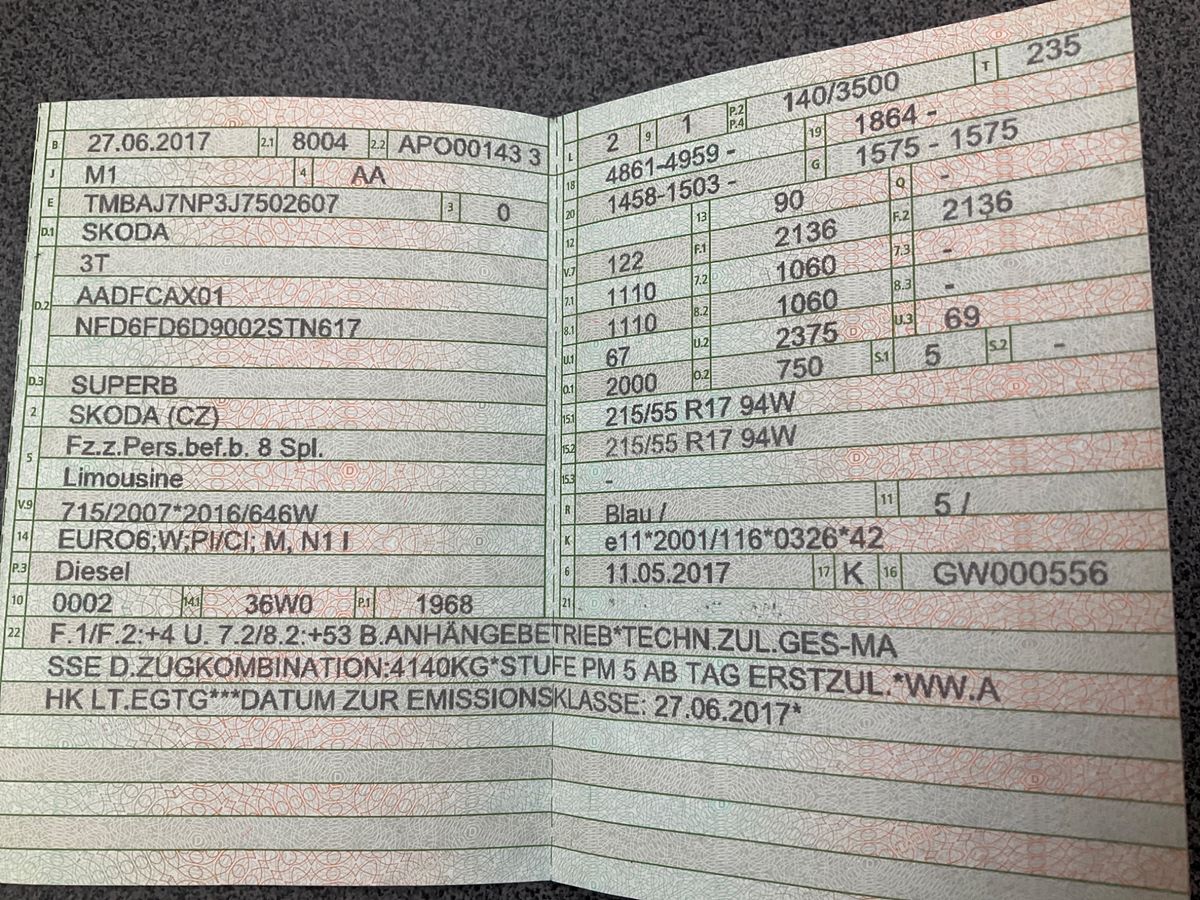 B 27.06.2017 2.1 8004 2.2 APO00143 3
J M1 4 AA
E TMBAJ7NP3J7502607 3 0
D.1 SKODA
3T
D.2 AADFCAX01
NFD6FD6D9002STN617
D.3 SUPERB
2 SKODA (CZ)
5 Fz.z.Pers.bef.b. 8 Spl.
Limousine
V.9 715/2007*2016/646W
14 EURO6;W;PI/CI; M, N1 I
P.3 Diesel
10 0002 14.1 36W0 P.1 1968
L 2 9 1 P.2 P.4 140/3500 T 235
18 4861-4959 - 19 1864 -
20 1458-1503 - G 1575 - 1575
12 13 90 Q -
V.7 122 F.1 2136 F.2 2136
7.1 1110 7.2 1060 7.3 -
8.1 1110 8.2 1060 8.3 -
U.1 67 U.2 2375 U.3 69
O.1 2000 O.2 750 S.1 5 S.2 -
15.1 215/55 R17 94W
15.2 215/55 R17 94W
15.3 -
R Blau / 11 5 /
K e11*2001/116*0326*42
6 11.05.2017 17 K 16 GW000556
21
22 F.1/F.2:+4 U. 7.2/8.2:+53 B.ANHÄNGEBETRIEB*TECHN.ZUL.GES-MA
SSE D.ZUGKOMBINATION:4140KG*STUFE PM 5 AB TAG ERSTZUL.*WW.A
HK LT.EGTG***DATUM ZUR EMISSIONSKLASSE: 27.06.2017*